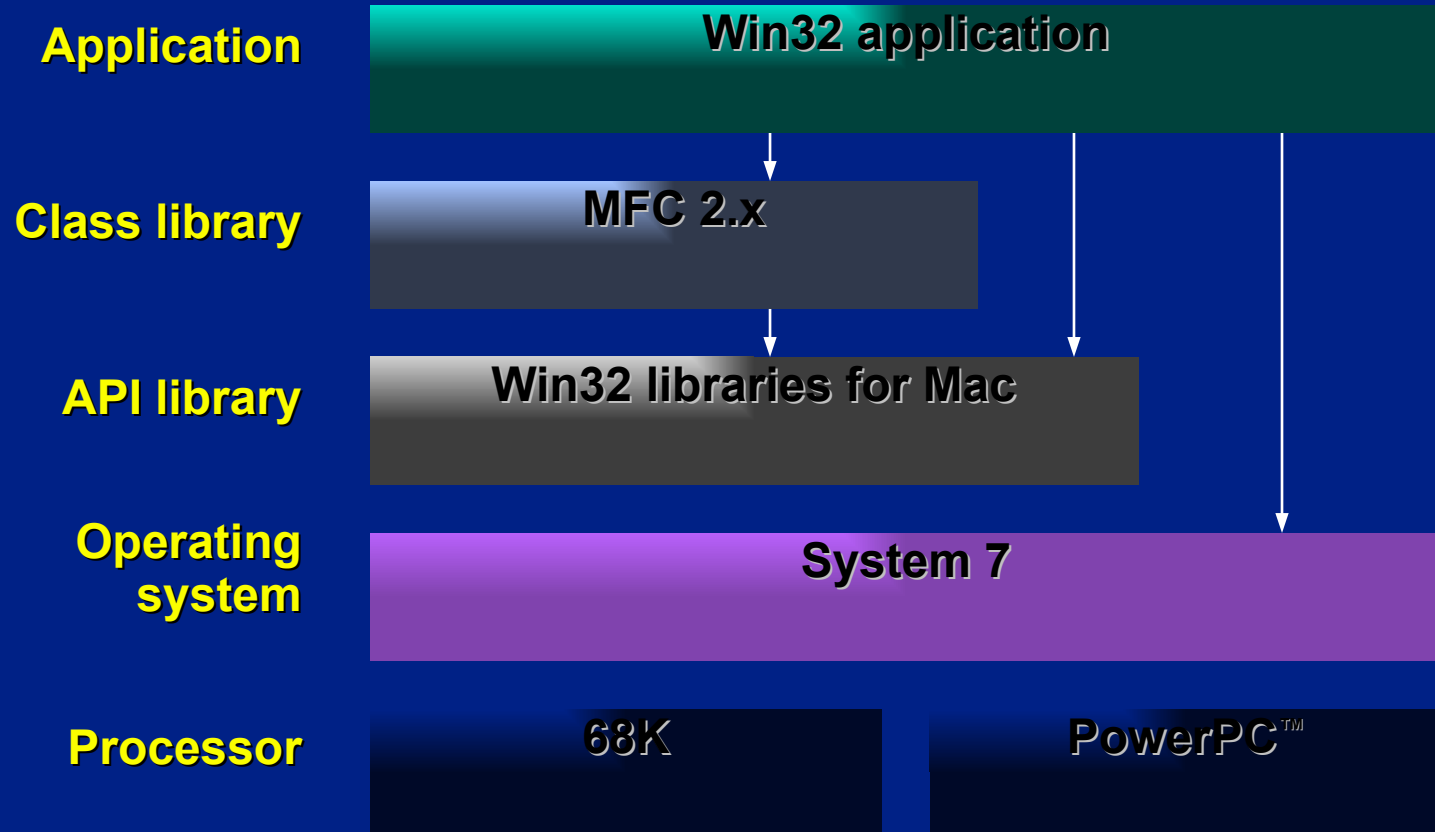 Application
Win32 application
Class library
MFC 2.x
API library
Win32 libraries for Mac
Operating
system
System 7
Processor
68K
PowerPC™